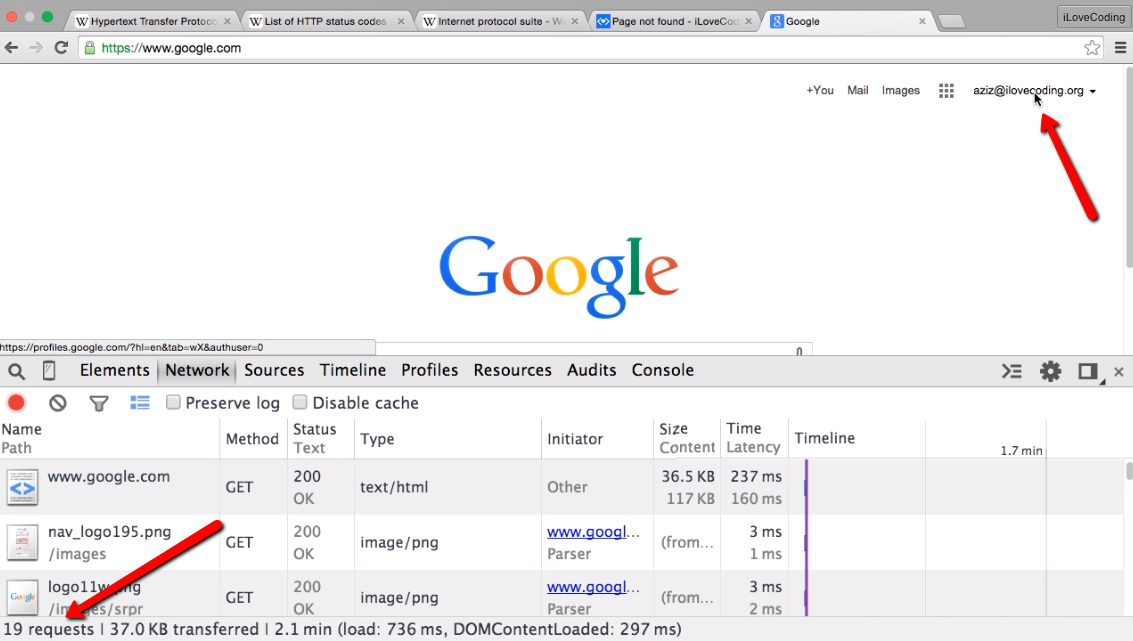 Hypertext Transfer Protoco
List of HTTP status codes
Internet protocol suite - Wi
Page not found - iLoveCod
Google
iLoveCoding
https://www.google.com
+You Mail Images aziz@ilovecoding.org
Google
https://profiles.google.com/?hl=en&tab=wX&authuser=0
Elements Network Sources Timeline Profiles Resources Audits Console
Preserve log Disable cache
Name Path Method Status Text Type Initiator Size Content Time Latency Timeline 1.7 min
www.google.com GET 200 OK text/html Other 36.5 KB 117 KB 237 ms 160 ms
nav_logo195.png /images GET 200 OK image/png www.googl... Parser (from... 3 ms 1 ms
Google
logo11w.png /images/srpr GET 200 OK image/png www.googl... Parser (from... 3 ms 2 ms
19 requests | 37.0 KB transferred | 2.1 min (load: 736 ms, DOMContentLoaded: 297 ms)